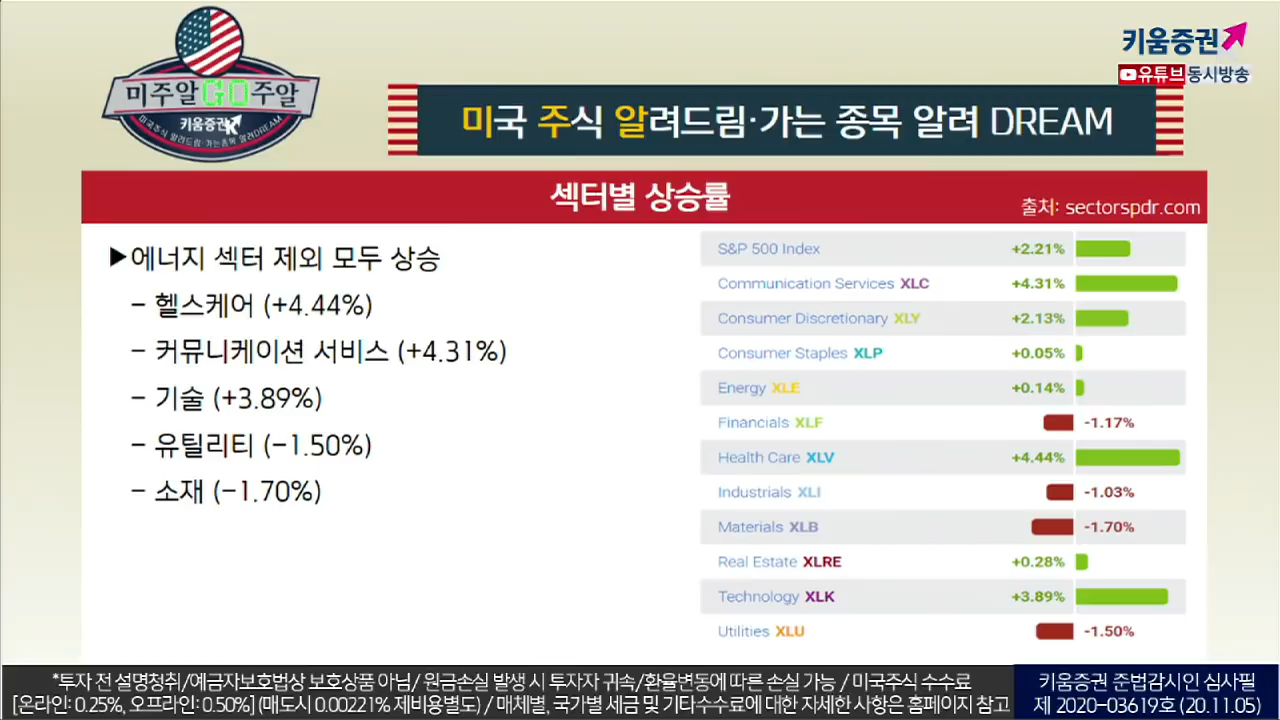 미주알GO주알
키움증권
미국주식 알려드림·가는종목 알려DREAM
키움증권
유튜브동시방송
미국 주식 알려드림·가는 종목 알려 DREAM
섹터별 상승률
출처: sectorspdr.com
▶에너지 섹터 제외 모두 상승
- 헬스케어 (+4.44%)
- 커뮤니케이션 서비스 (+4.31%)
- 기술 (+3.89%)
- 유틸리티 (-1.50%)
- 소재 (-1.70%)
S&P 500 Index +2.21%
Communication Services XLC +4.31%
Consumer Discretionary XLY +2.13%
Consumer Staples XLP +0.05%
Energy XLE +0.14%
Financials XLF -1.17%
Health Care XLV +4.44%
Industrials XLI -1.03%
Materials XLB -1.70%
Real Estate XLRE +0.28%
Technology XLK +3.89%
Utilities XLU -1.50%
*투자 전 설명청취/예금자보호법상 보호상품 아님/ 원금손실 발생 시 투자자 귀속/환율변동에 따른 손실 가능 / 미국주식 수수료
[온라인: 0.25%, 오프라인: 0.50%] (매도시 0.00221% 제비용별도) / 매체별, 국가별 세금 및 기타수수료에 대한 자세한 사항은 홈페이지 참고
키움증권 준법감시인 심사필
제 2020-03619호 (20.11.05)